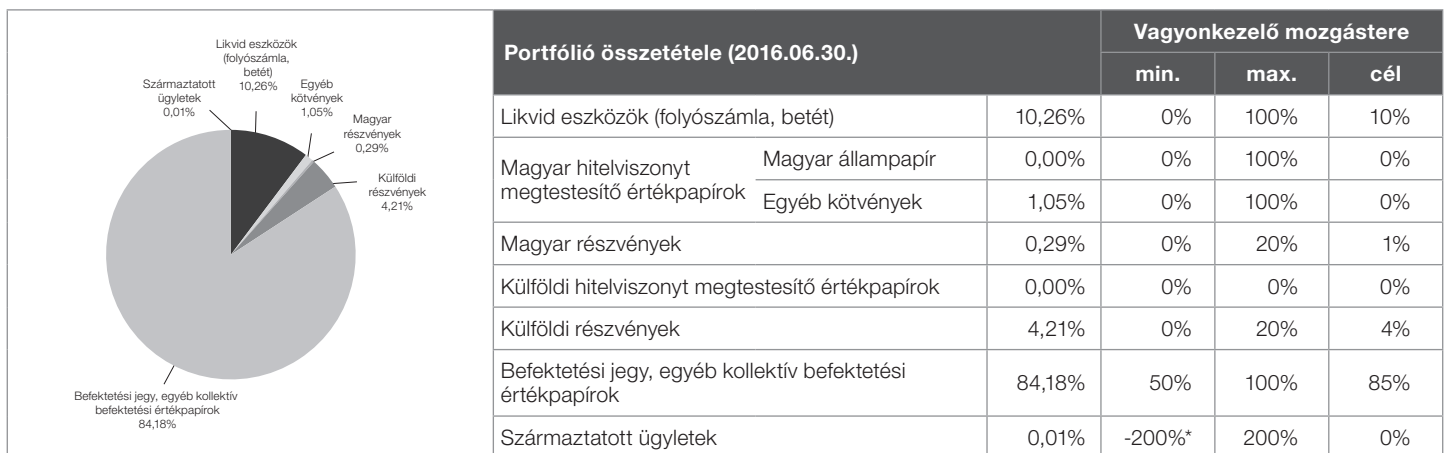 Likvid eszközök
(folyószámla,
betét)
10,26%
Származtatott
ügyletek
0,01%
Egyéb
kötvények
1,05%
Magyar
részvények
0,29%
Külföldi
részvények
4,21%
Befektetési jegy, egyéb kollektív
befektetési értékpapírok
84,18%
Portfólió összetétele (2016.06.30.) Vagyonkezelő mozgástere
min. max. cél
Likvid eszközök (folyószámla, betét) 10,26% 0% 100% 10%
Magyar hitelviszonyt
megtestesítő értékpapírok
Magyar állampapír 0,00% 0% 100% 0%
Egyéb kötvények 1,05% 0% 100% 0%
Magyar részvények 0,29% 0% 20% 1%
Külföldi hitelviszonyt megtestesítő értékpapírok 0,00% 0% 0% 0%
Külföldi részvények 4,21% 0% 20% 4%
Befektetési jegy, egyéb kollektív befektetési
értékpapírok 84,18% 50% 100% 85%
Származtatott ügyletek 0,01% -200%* 200% 0%